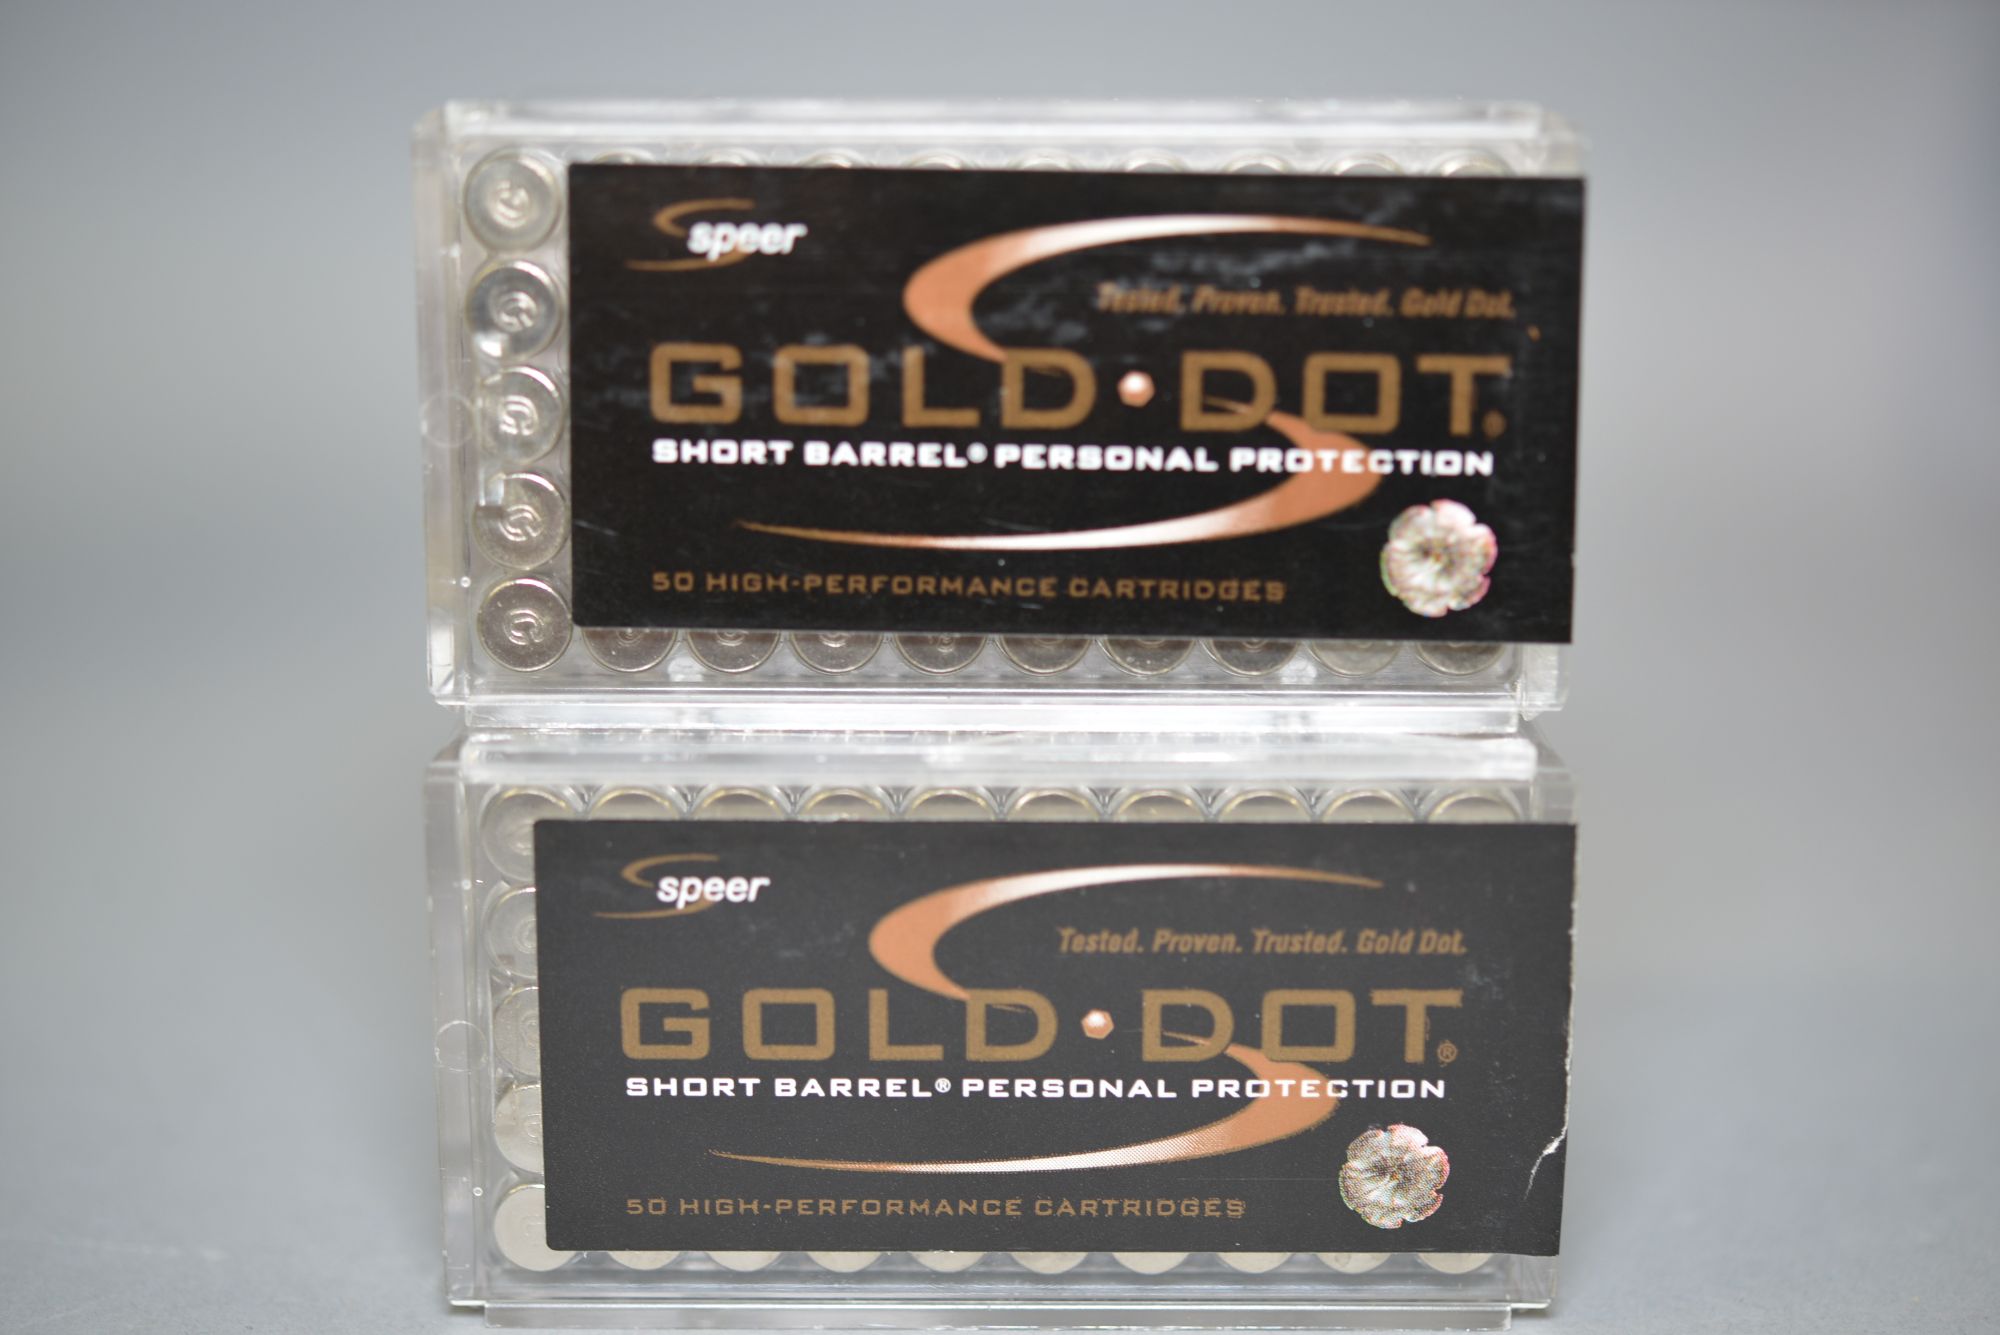 speer
Tested. Proven. Trusted. Gold Dot.
GOLD·DOT®
SHORT BARREL® PERSONAL PROTECTION
50 HIGH-PERFORMANCE CARTRIDGES
C
C
C
C
C
speer
Tested. Proven. Trusted. Gold Dot.
GOLD·DOT®
SHORT BARREL® PERSONAL PROTECTION
50 HIGH-PERFORMANCE CARTRIDGES